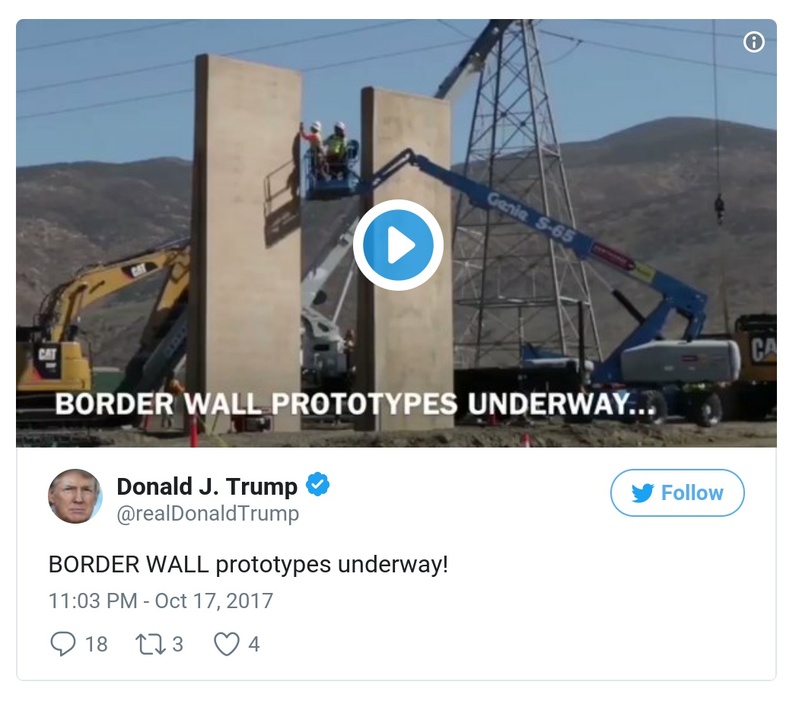 Genie S-65
CAT
CAT
CA
BORDER WALL PROTOTYPES UNDERWAY...
Donald J. Trump
@realDonaldTrump
Follow
BORDER WALL prototypes underway!
11:03 PM - Oct 17, 2017
18 3 4